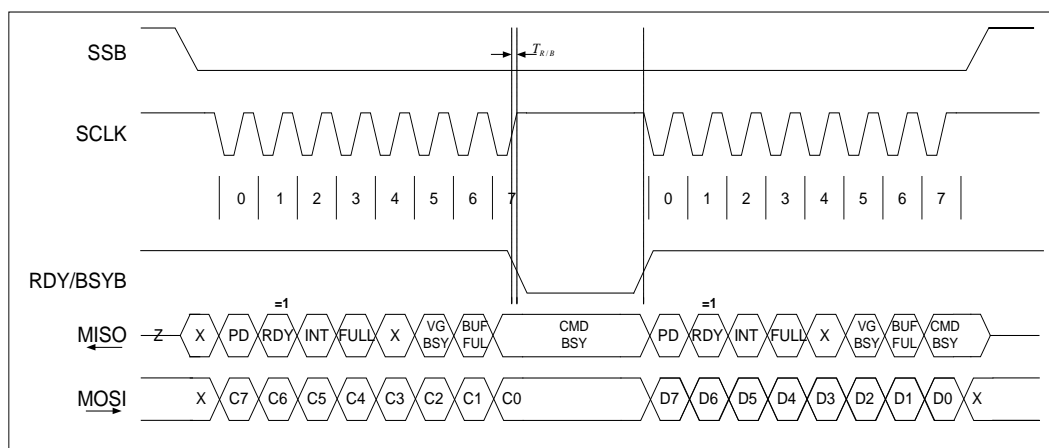 SSB
T R/B
SCLK
0 1 2 3 4 5 6 7 0 1 2 3 4 5 6 7
RDY/BSYB
=1 =1
MISO Z X PD RDY INT FULL X VG BSY BUF FUL CMD BSY PD RDY INT FULL X VG BSY BUF FUL CMD BSY
MOSI X C7 C6 C5 C4 C3 C2 C1 C0 D7 D6 D5 D4 D3 D2 D1 D0 X